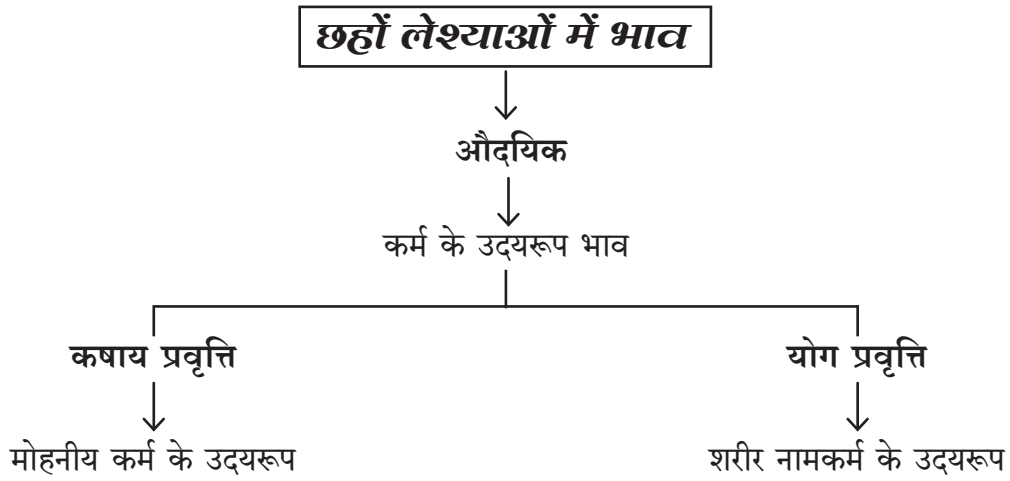 छहों लेश्याओं में भाव
औदयिक
कर्म के उदयरूप भाव
कषाय प्रवृत्ति
योग प्रवृत्ति
मोहनीय कर्म के उदयरूप
शरीर नामकर्म के उदयरूप